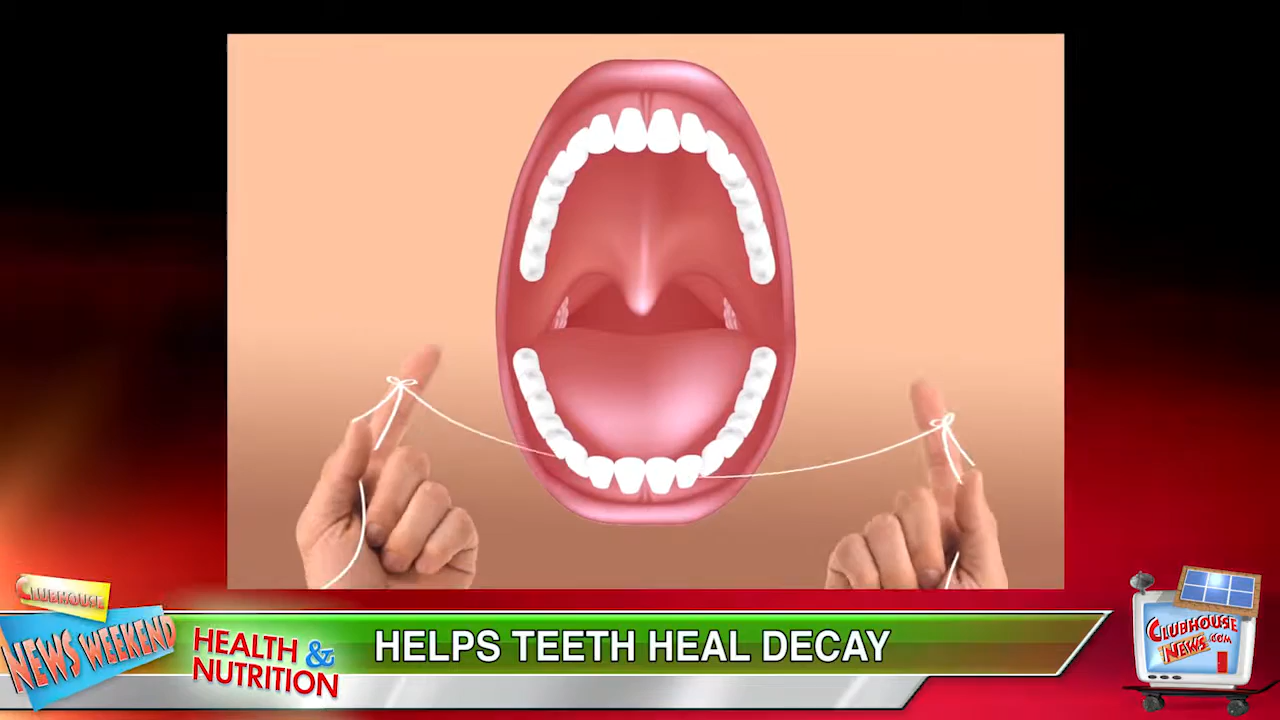 HELPS TEETH HEAL DECAY
HEALTH &
NUTRITION
CLUBHOUSE
NEWS WEEKEND
CLUBHOUSE
NEWS.COM